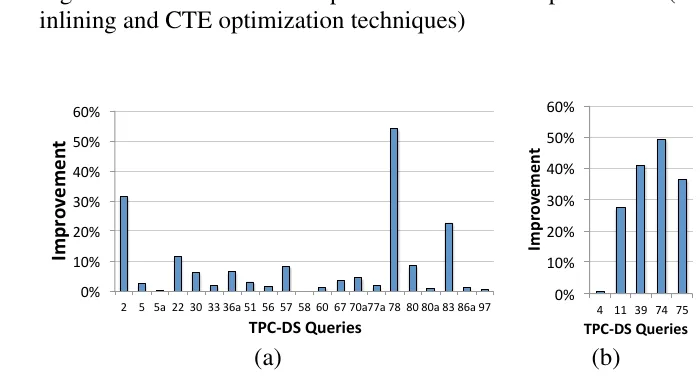 inlining and CTE optimization techniques)
60%
50%
40%
30%
20%
10%
0%
Improvement
2 5 5a 22 30 33 36a 51 56 57 58 60 67 70a 77a 78 80 80a 83 86a 97
TPC-DS Queries
(a)
60%
50%
40%
30%
20%
10%
0%
Improvement
4 11 39 74 75
TPC-DS Queries
(b)